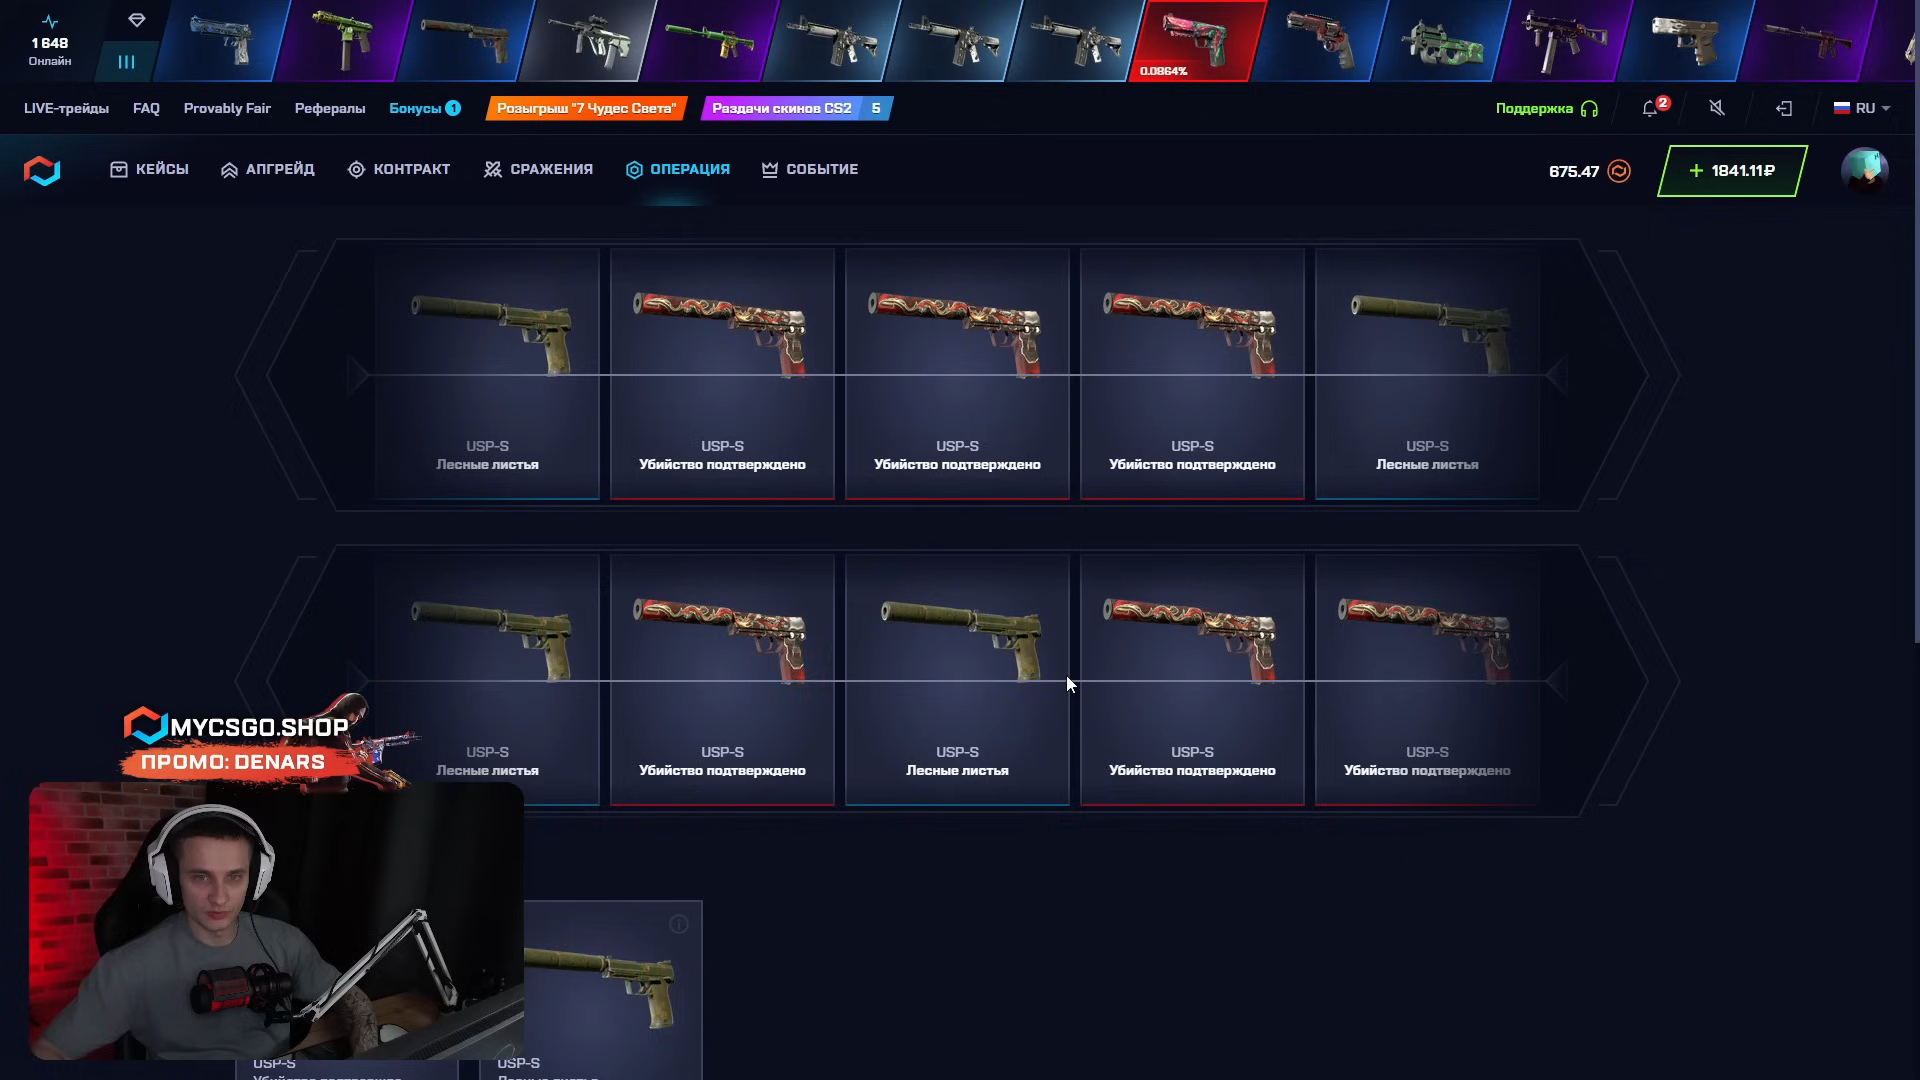 1 648
Онлайн
0.0864%
LIVE-трейды
FAQ
Provably Fair
Рефералы
Бонусы 1
Розыгрыш "7 Чудес Света"
Раздачи скинов CS2 5
Поддержка
2
RU
КЕЙСЫ
АПГРЕЙД
КОНТРАКТ
СРАЖЕНИЯ
ОПЕРАЦИЯ
СОБЫТИЕ
675.47
+ 1841.11₽
USP-S
Лесные листья
USP-S
Убийство подтверждено
USP-S
Убийство подтверждено
USP-S
Убийство подтверждено
USP-S
Лесные листья
USP-S
Лесные листья
USP-S
Убийство подтверждено
USP-S
Лесные листья
USP-S
Убийство подтверждено
USP-S
Убийство подтверждено
MYCSGO.SHOP
ПРОМО: DENARS
USP-S
USP-S